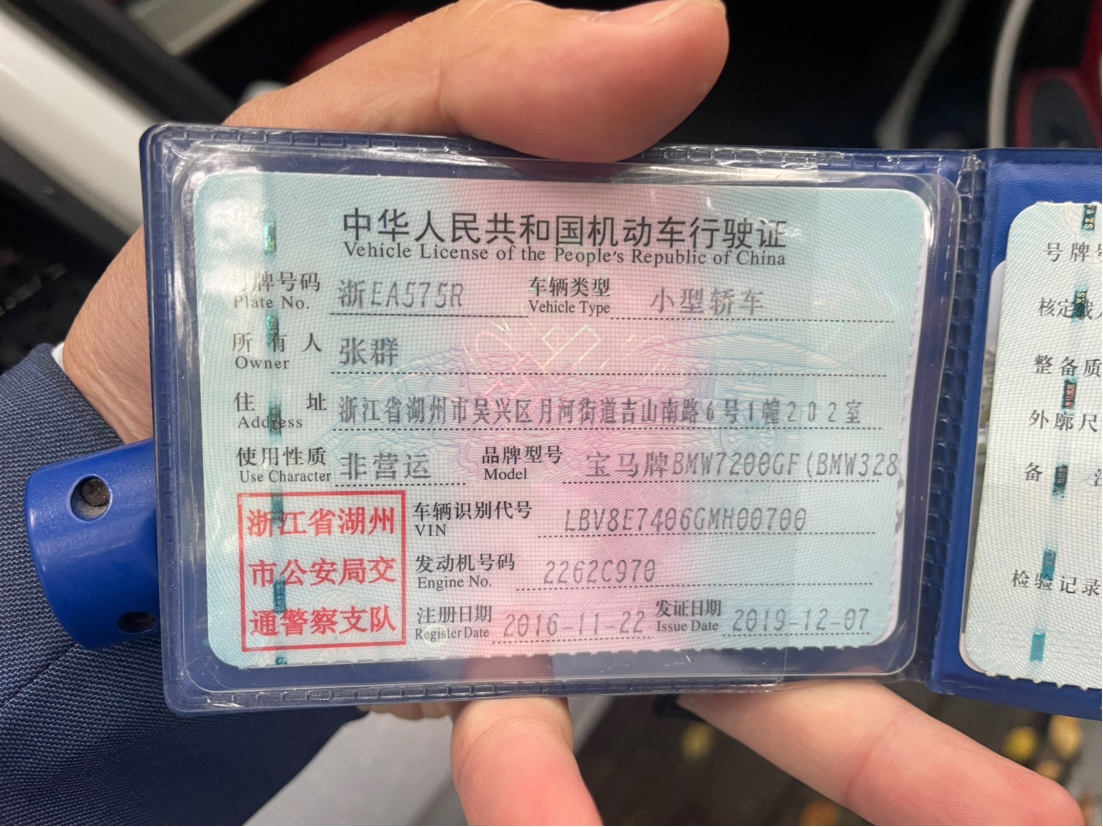 中华人民共和国机动车行驶证
Vehicle License of the People's Republic of China
号牌号码 浙EA575R 车辆类型 小型轿车
Plate No. Vehicle Type
所有人 张群
Owner
住址 浙江省湖州市吴兴区月河街道吉山南路6号1幢202室
Address
使用性质 非营运 品牌型号 宝马牌BMW7200GF(BMW328
Use Character Model
浙江省湖州
市公安局交
通警察支队
车辆识别代号 LBV8E7406GMH00700
VIN
发动机号码 2262C970
Engine No.
注册日期 2016-11-22 发证日期 2019-12-07
Register Date Issue Date
号牌号
核定载人
整备质
外廓尺
备注
检验记录